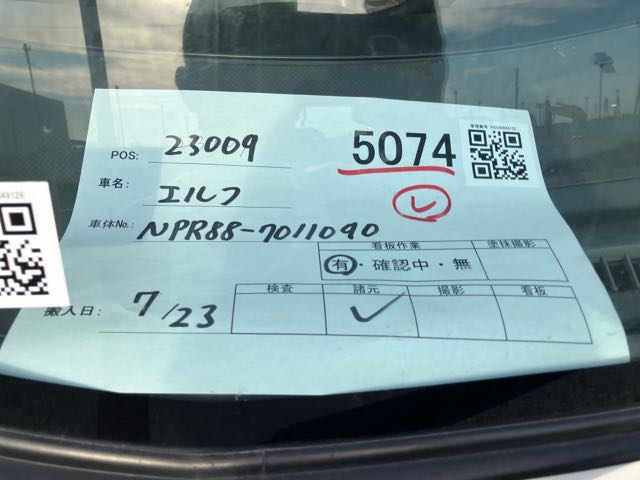 POS: 23009
5074
車名: エルフ
レ
車体No.: NPR88-7011090
看板作業 塗抹撮影
有・確認中・無
搬入日: 7/23
検査 諸元 撮影 看板
✓
49126